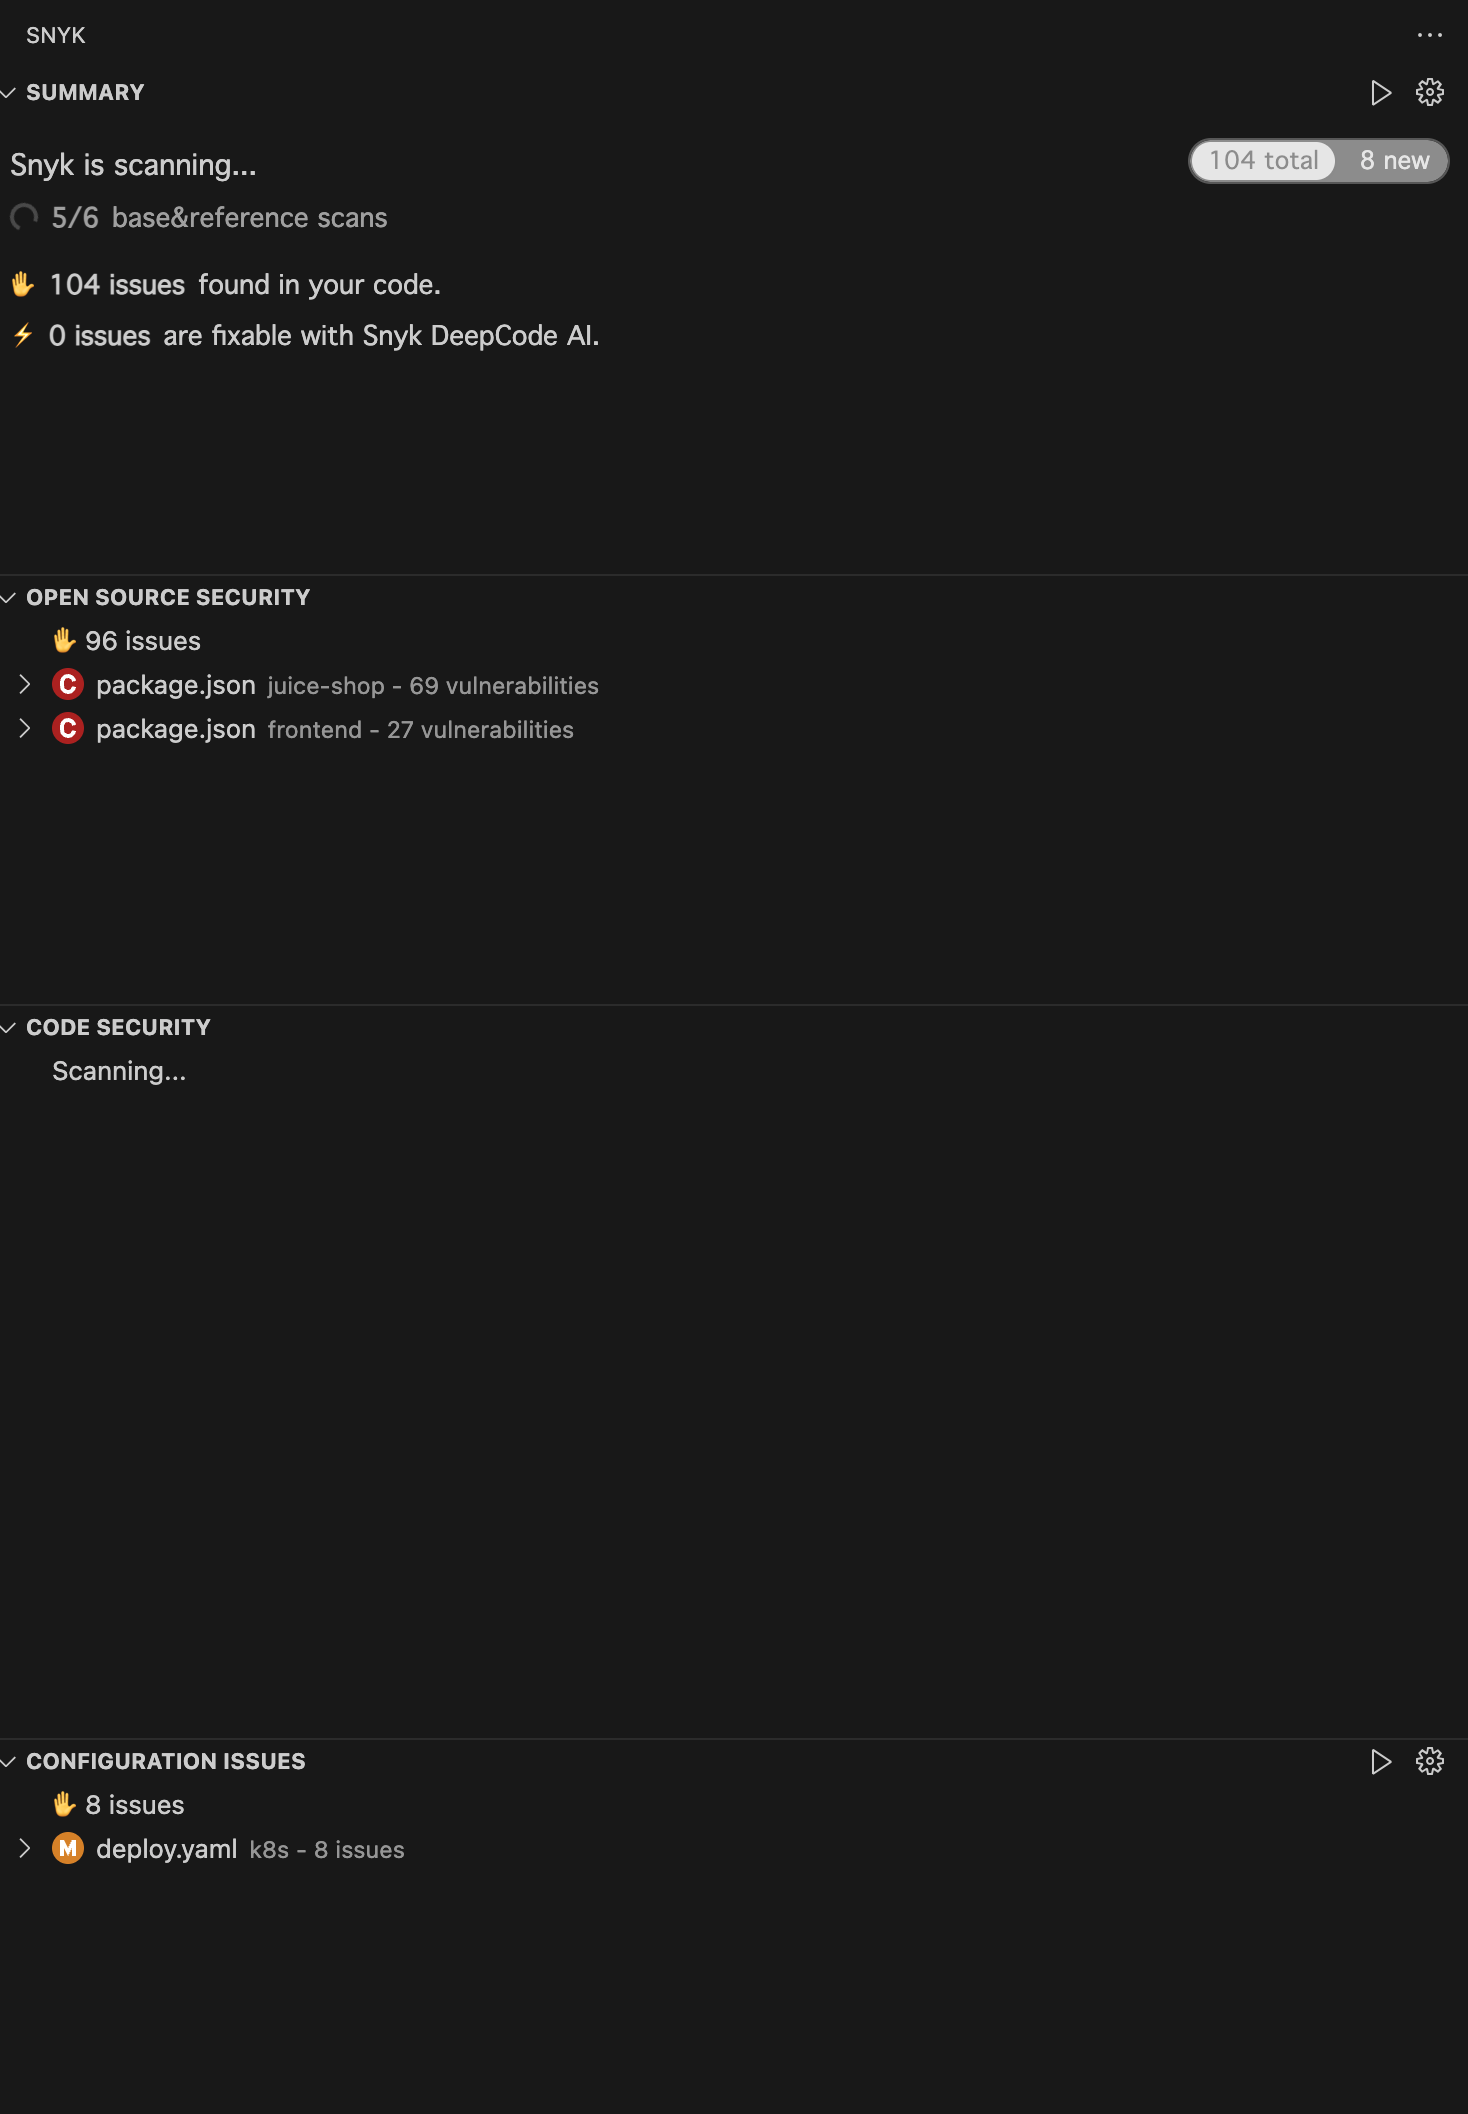 SNYK
SUMMARY
Snyk is scanning...
104 total 8 new
5/6 base&reference scans
104 issues found in your code.
0 issues are fixable with Snyk DeepCode AI.
OPEN SOURCE SECURITY
96 issues
C package.json juice-shop - 69 vulnerabilities
C package.json frontend - 27 vulnerabilities
CODE SECURITY
Scanning...
CONFIGURATION ISSUES
8 issues
M deploy.yaml k8s - 8 issues